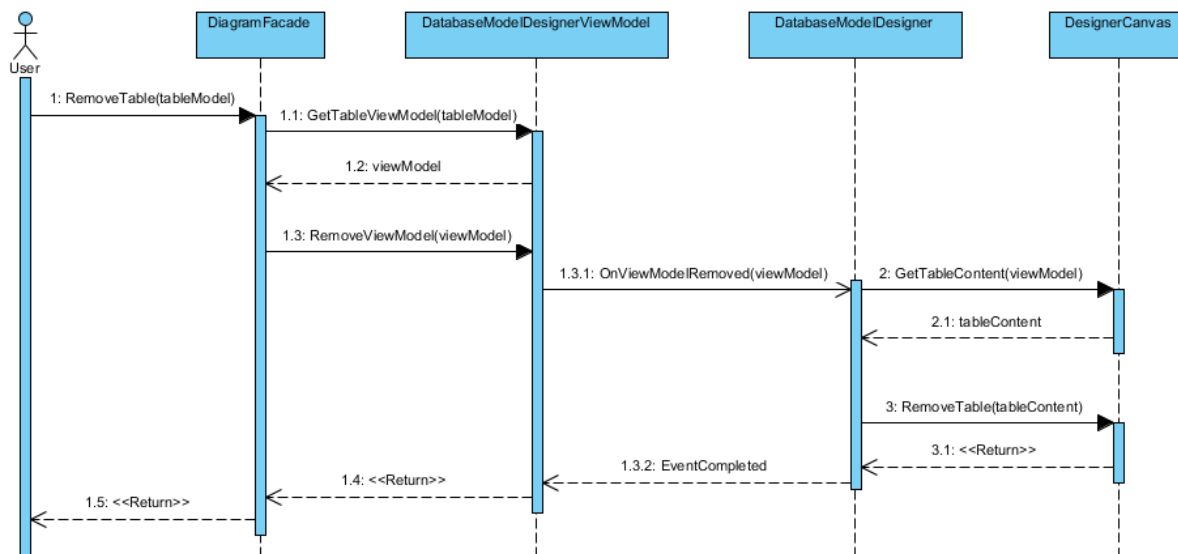 DiagramFacade
DatabaseModelDesignerViewModel
DatabaseModelDesigner
DesignerCanvas
User
1: RemoveTable(tableModel)
1.1: GetTableViewModel(tableModel)
1.2: viewModel
1.3: RemoveViewModel(viewModel)
1.3.1: OnViewModelRemoved(viewModel)
2: GetTableContent(viewModel)
2.1: tableContent
3: RemoveTable(tableContent)
3.1: <<Return>>
1.3.2: EventCompleted
1.4: <<Return>>
1.5: <<Return>>